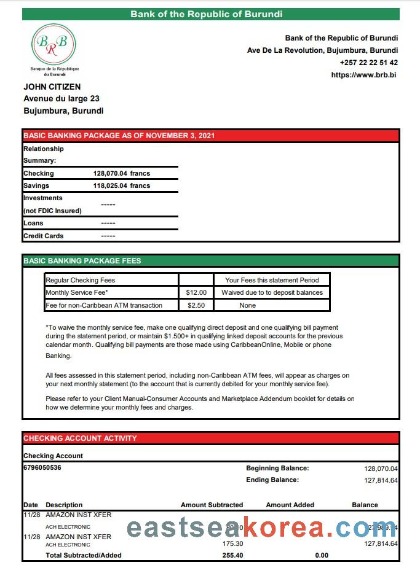 Bank of the Republic of Burundi
BRB
Banque de la République
du Burundi
Bank of the Republic of Burundi
Ave De La Revolution, Bujumbura, Burundi
+257 22 22 51 42
https://www.brb.bi
JOHN CITIZEN
Avenue du large 23
Bujumbura, Burundi
BASIC BANKING PACKAGE AS OF NOVEMBER 3, 2021
Relationship
Summary:
Checking 128,070.04 francs
Savings 118,025.04 francs
Investments
(not FDIC Insured) -----
Loans -----
Credit Cards -----
BASIC BANKING PACKAGE FEES
Regular Checking Fees Your Fees this statement Period
Monthly Service Fee* $12.00 Waived due to to deposit balances
Fee for non-Caribbean ATM transaction $2.50 None
*To waive the monthly service fee, make one qualifying direct deposit and one qualifying bill payment
during the statement period, or maintain $1.500+ in qualifying linked deposit accounts for the previous
calendar month. Qualifying bill payments are those made using CaribbeanOnline, Mobile or phone
Banking.
All fees assessed in this statement period, including non-Caribbean ATM fees, will appear as charges on
your next monthly statement (to the account that is currently debited for your monthly service fee).
Please refer to your Client Manual-Consumer Accounts and Marketplace Addendum booklet for details on
how we determine your monthly fees and charges.
CHECKING ACCOUNT ACTIVITY
Checking Account
6796050536 Beginning Balance: 128,070.04
Ending Balance: 127,814.64
Date Description Amount Subtracted Amount Added Balance
11/28 AMAZON INST XFER
ACH ELECTRONIC
eastseakorea.com
11/28 AMAZON INST XFER
ACH ELECTRONIC 175.30 127,814.64
Total Subtracted/Added 255.40 0.00